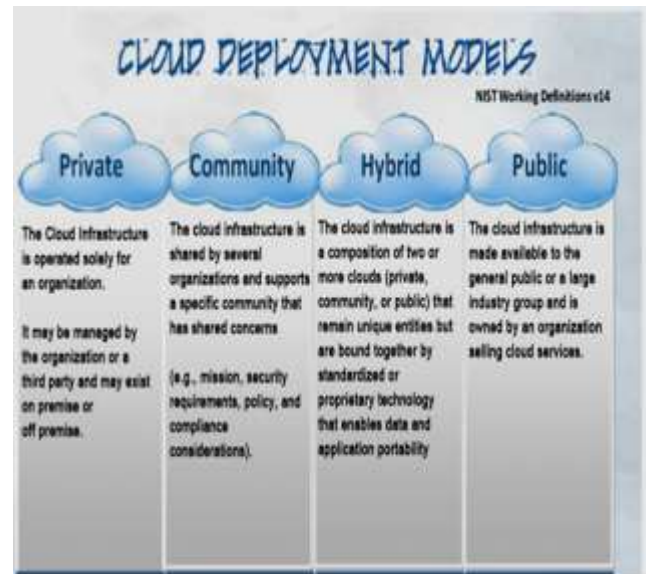 CLOUD DEPLOYMENT MODELS
NIST Working Definitions v14
Private
The Cloud Infrastructure
is operated solely for
an organization.
It may be managed by
the organization or a
third party and may exist
on premise or
off premise.
Community
The cloud infrastructure is
shared by several
organizations and supports
a specific community that
has shared concerns
(e.g., mission, security
requirements, policy, and
compliance
considerations).
Hybrid
The cloud infrastructure is
a composition of two or
more clouds (private,
community, or public) that
remain unique entities but
are bound together by
standardized or
proprietary technology
that enables data and
application portability
Public
The cloud infrastructure is
made available to the
general public or a large
industry group and is
owned by an organization
selling cloud services.